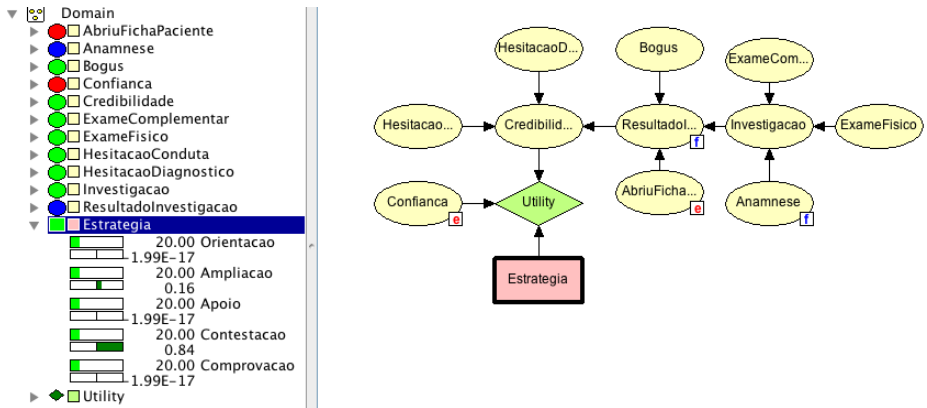 Domain
AbriuFichaPaciente
Anamnese
Bogus
Confianca
Credibilidade
ExameComplementar
ExameFisico
HesitacaoConduta
HesitacaoDiagnostico
Investigacao
ResultadoInvestigacao
Estrategia
20.00 Orientacao
-1.99E-17
20.00 Ampliacao
0.16
20.00 Apoio
-1.99E-17
20.00 Contestacao
0.84
20.00 Comprovacao
-1.99E-17
Utility
HesitacaoD...
Bogus
ExameCom...
Hesitacao...
Credibilid...
ResultadoI...
f
Investigacao
ExameFisico
Confianca
e
Utility
AbriuFicha...
e
Anamnese
f
Estrategia